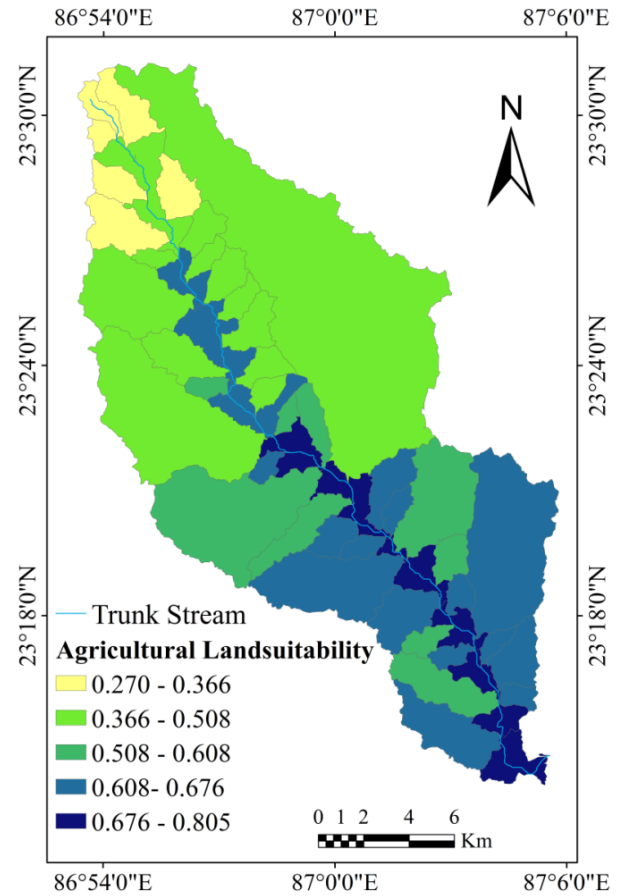 86°54'0"E 87°0'0"E 87°6'0"E
23°30'0"N 23°30'0"N
N
23°24'0"N 23°24'0"N
23°18'0"N 23°18'0"N
Trunk Stream
Agricultural Landsuitability
0.270 - 0.366
0.366 - 0.508
0.508 - 0.608
0.608- 0.676
0.676 - 0.805
0 1 2 4 6
Km
86°54'0"E 87°0'0"E 87°6'0"E